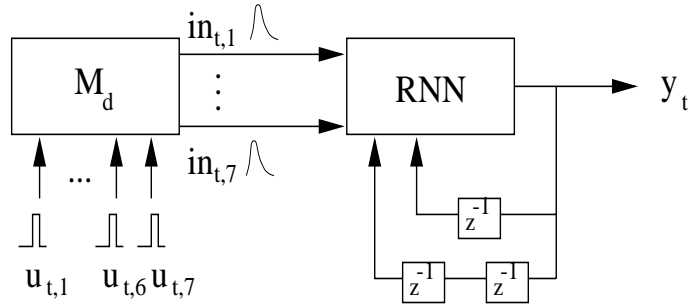 in_{t,1}
M_d
⋮
RNN
y_t
in_{t,7}
...
z^{-1}
z^{-1} z^{-1}
u_{t,1} u_{t,6} u_{t,7}